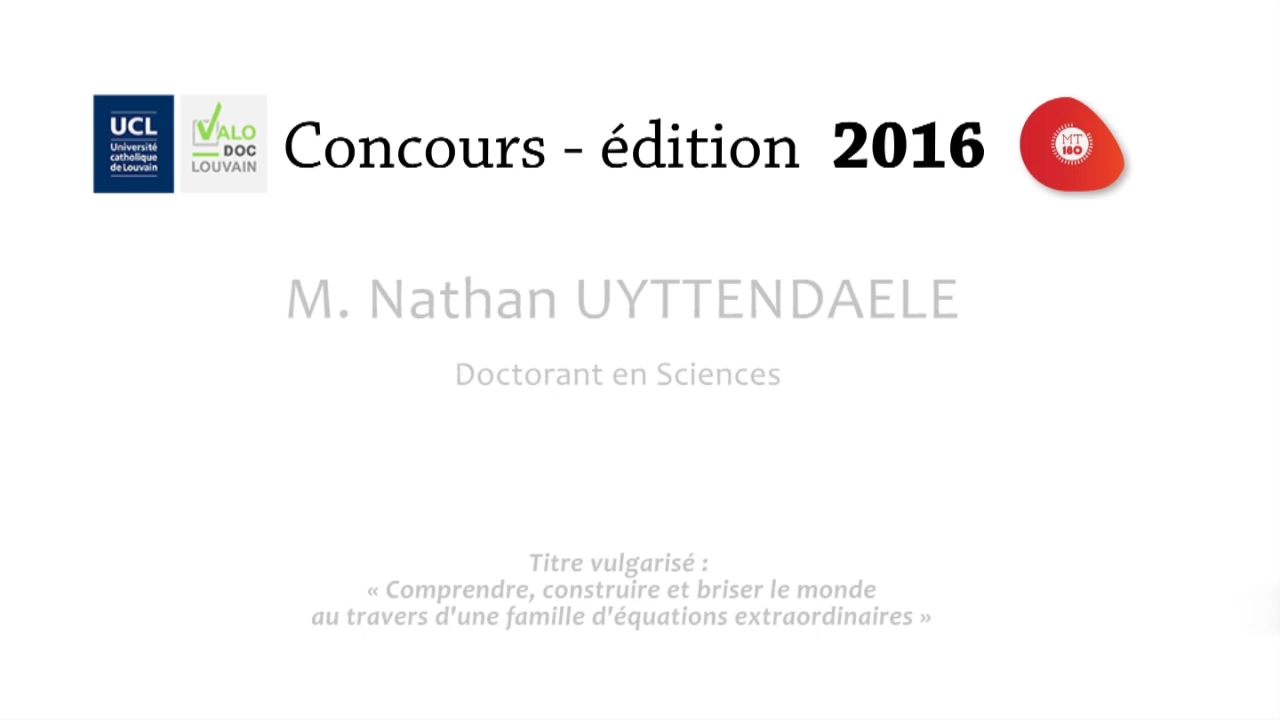 UCL
Université
catholique
de Louvain
VALO
DOC
LOUVAIN
Concours - édition 2016
MT
180
M. Nathan UYTTENDAELE
Doctorant en Sciences
Titre vulgarisé :
« Comprendre, construire et briser le monde
au travers d'une famille d'équations extraordinaires »